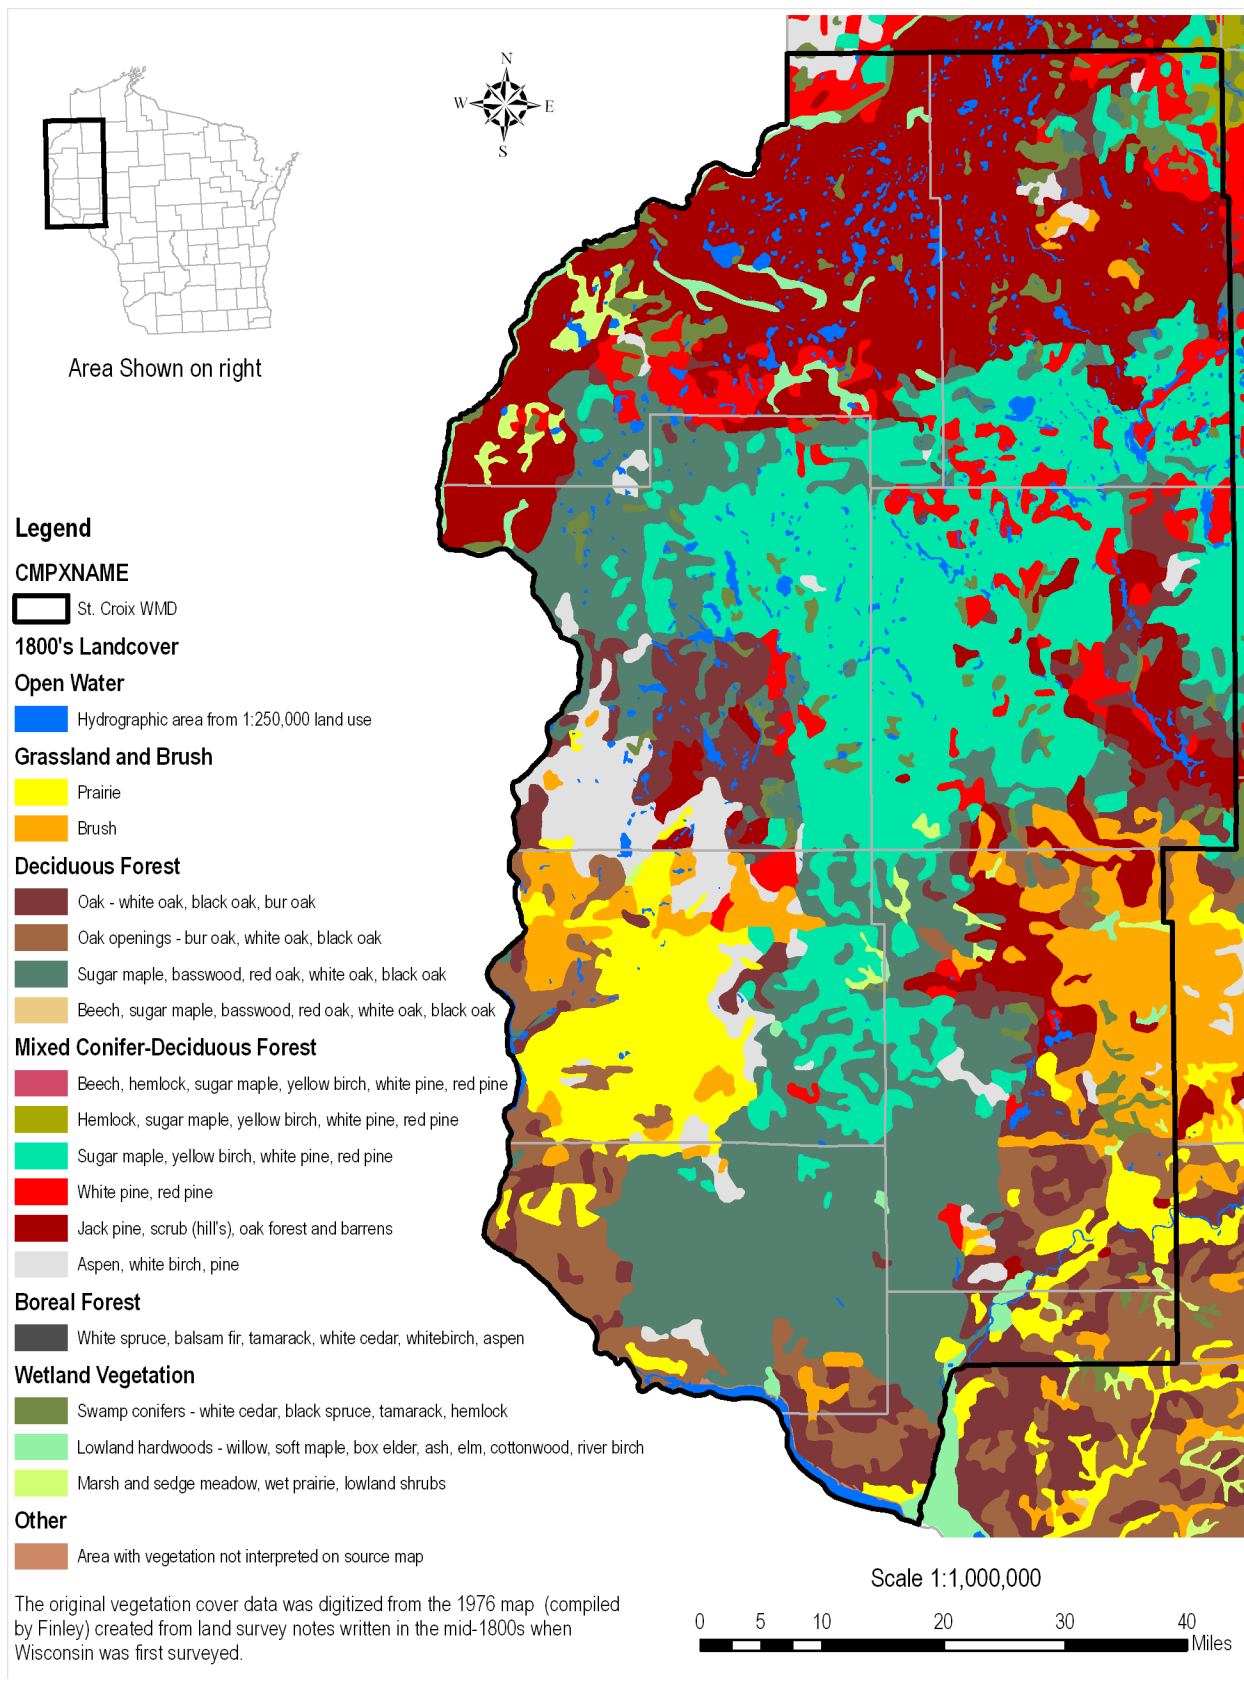 N
W
E
S
Area Shown on right
Legend
CMPXNAME
St. Croix WMD
1800's Landcover
Open Water
Hydrographic area from 1:250,000 land use
Grassland and Brush
Prairie
Brush
Deciduous Forest
Oak - white oak, black oak, bur oak
Oak openings - bur oak, white oak, black oak
Sugar maple, basswood, red oak, white oak, black oak
Beech, sugar maple, basswood, red oak, white oak, black oak
Mixed Conifer-Deciduous Forest
Beech, hemlock, sugar maple, yellow birch, white pine, red pine
Hemlock, sugar maple, yellow birch, white pine, red pine
Sugar maple, yellow birch, white pine, red pine
White pine, red pine
Jack pine, scrub (hill's), oak forest and barrens
Aspen, white birch, pine
Boreal Forest
White spruce, balsam fir, tamarack, white cedar, whitebirch, aspen
Wetland Vegetation
Swamp conifers - white cedar, black spruce, tamarack, hemlock
Lowland hardwoods - willow, soft maple, box elder, ash, elm, cottonwood, river birch
Marsh and sedge meadow, wet prairie, lowland shrubs
Other
Area with vegetation not interpreted on source map
The original vegetation cover data was digitized from the 1976 map (compiled
by Finley) created from land survey notes written in the mid-1800s when
Wisconsin was first surveyed.
Scale 1:1,000,000
0 5 10 20 30 40
Miles